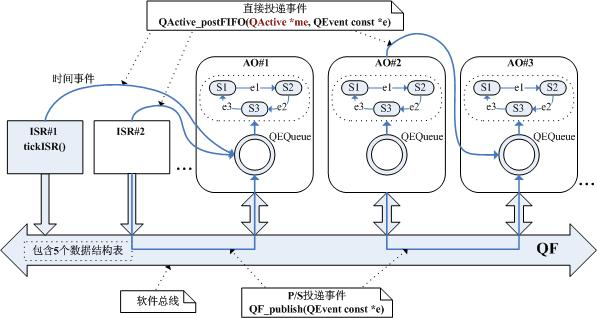 直接投递事件
QActive_postFIFO(QActive *me, QEvent const *e)
时间事件
AO#1
AO#2
AO#3
S1
e1
S2
e3
e2
S3
S1
e1
S2
e3
e2
S3
S1
e1
S2
e3
e2
S3
ISR#1
tickISR()
ISR#2
...
QEQueue
QEQueue
QEQueue
...
包含5个数据结构表
QF
软件总线
P/S投递事件
QF_publish(QEvent const *e)